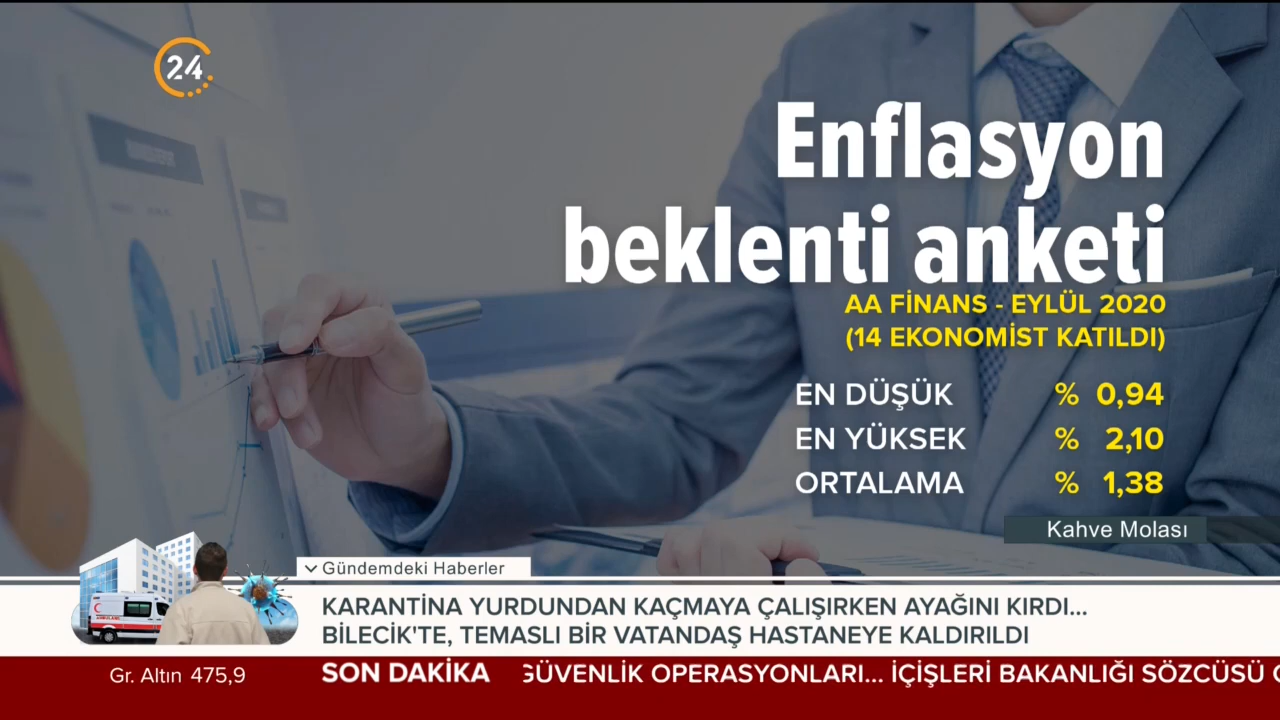 24
Enflasyon
beklenti anketi
AA FİNANS - EYLÜL 2020
(14 EKONOMİST KATILDI)
EN DÜŞÜK % 0,94
EN YÜKSEK % 2,10
ORTALAMA % 1,38
Kahve Molası
Gündemdeki Haberler
KARANTİNA YURDUNDAN KAÇMAYA ÇALIŞIRKEN AYAĞINI KIRDI...
BİLECİK'TE, TEMASLI BİR VATANDAŞ HASTANEYE KALDIRILDI
Gr. Altın 475,9
SON DAKİKA GÜVENLİK OPERASYONLARI... İÇİŞLERİ BAKANLIĞI SÖZCÜSÜ